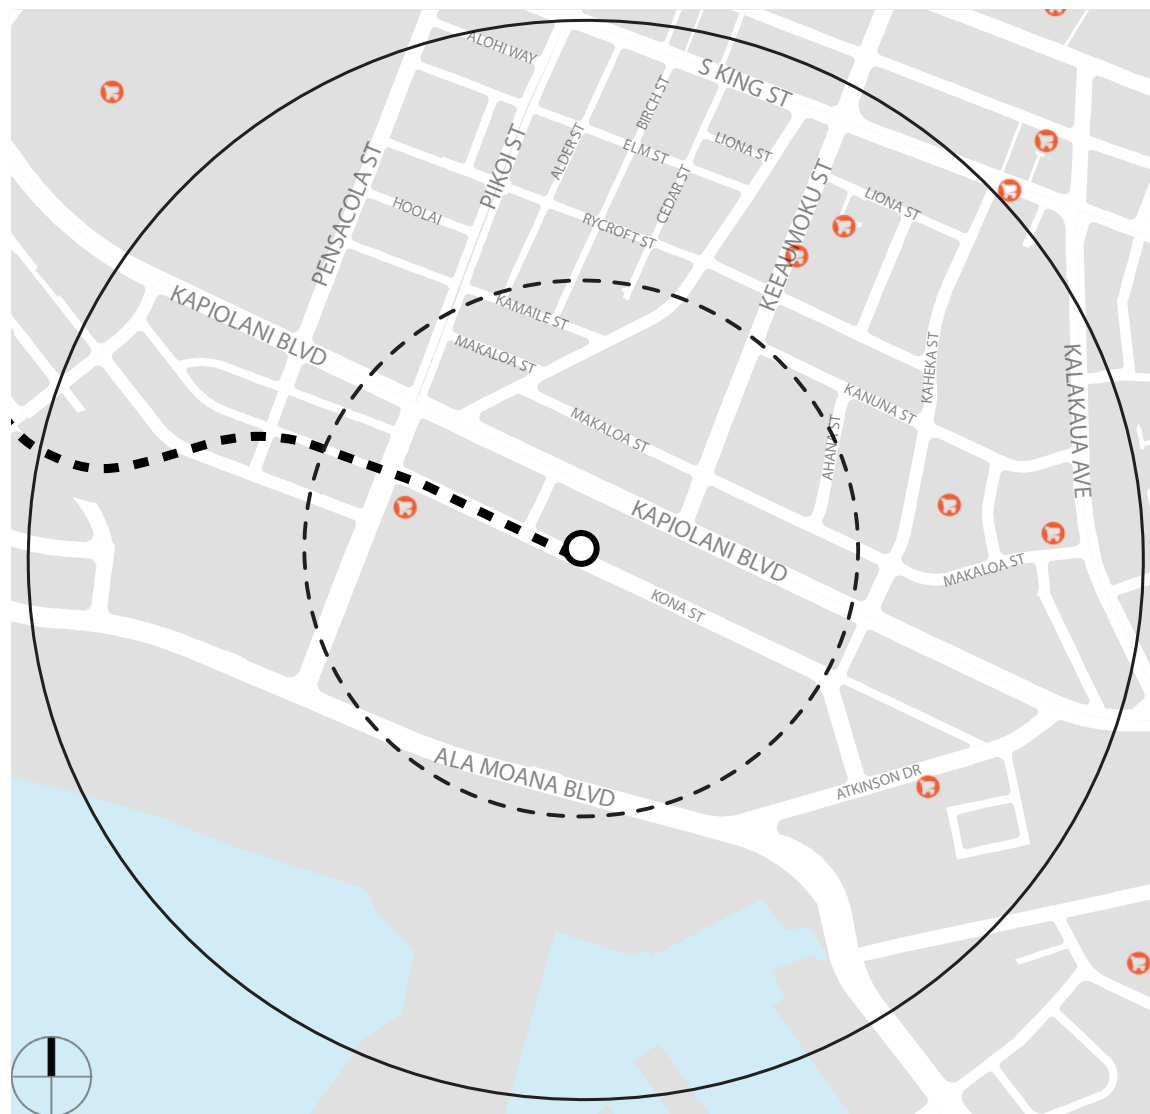 ALOHI WAY
S KING ST
BIRCH ST
ALDER ST
ELM ST
LIONA ST
PIIKOI ST
PENSACOLA ST
CEDAR ST
HOOLAI
RYCROFT ST
KEEAUMOKU ST
LIONA ST
KAPIOLANI BLVD
KAMAILE ST
MAKALOA ST
MAKALOA ST
KAHEKA ST
KANUNA ST
AHANA ST
KALAKAUA AVE
KAPIOLANI BLVD
MAKALOA ST
KONA ST
ALA MOANA BLVD
ATKINSON DR